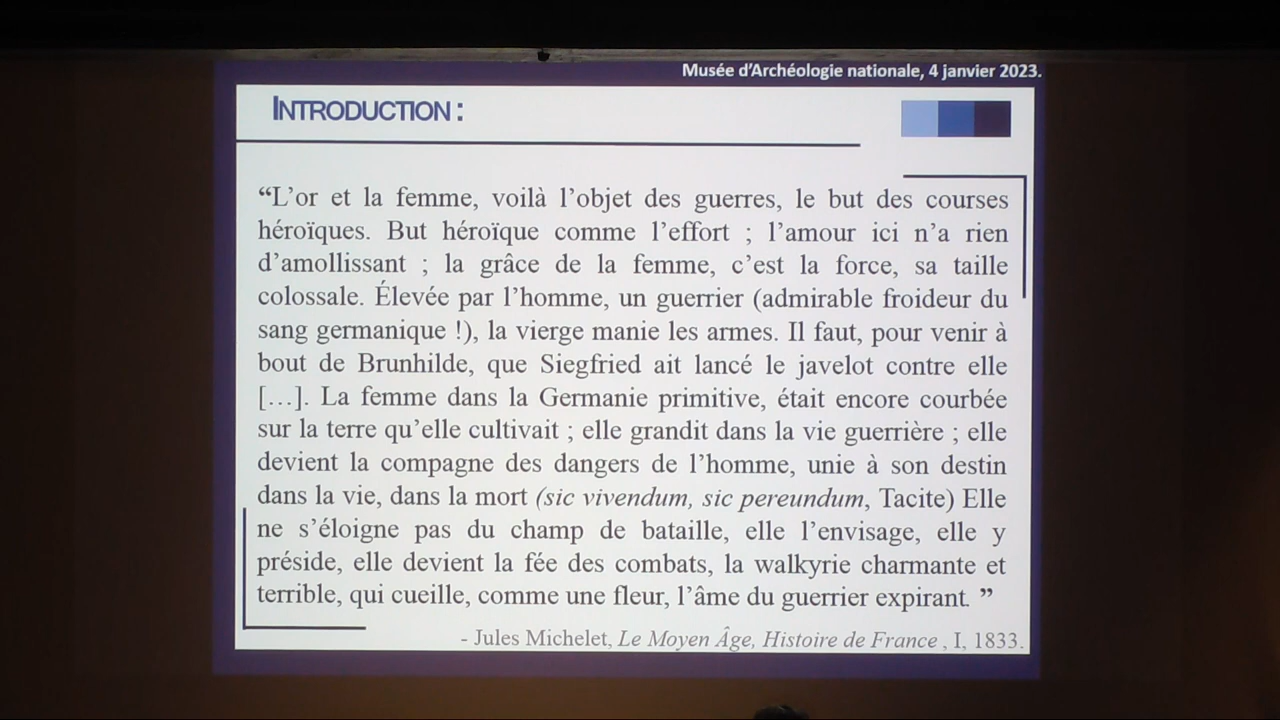 Musée d'Archéologie nationale, 4 janvier 2023.
INTRODUCTION :
“L'or et la femme, voilà l'objet des guerres, le but des courses
héroïques. But héroïque comme l'effort ; l'amour ici n'a rien
d'amollissant ; la grâce de la femme, c'est la force, sa taille
colossale. Élevée par l'homme, un guerrier (admirable froideur du
sang germanique !), la vierge manie les armes. Il faut, pour venir à
bout de Brunhilde, que Siegfried ait lancé le javelot contre elle
[…]. La femme dans la Germanie primitive, était encore courbée
sur la terre qu'elle cultivait ; elle grandit dans la vie guerrière ; elle
devient la compagne des dangers de l'homme, unie à son destin
dans la vie, dans la mort (sic vivendum, sic pereundum, Tacite) Elle
ne s'éloigne pas du champ de bataille, elle l'envisage, elle y
préside, elle devient la fée des combats, la walkyrie charmante et
terrible, qui cueille, comme une fleur, l'âme du guerrier expirant. ”
- Jules Michelet, Le Moyen Âge, Histoire de France , I, 1833.